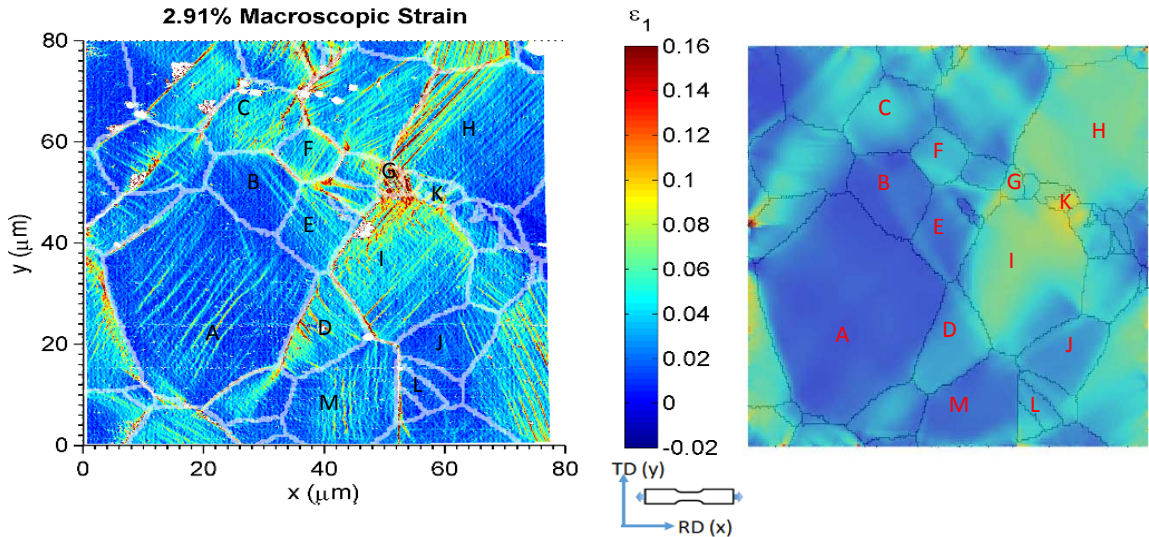 2.91% Macroscopic Strain
ε1
80
60
40
20
0
y (μm)
0 20 40 60 80
x (μm)
C
F
H
B
G
K
E
I
A
D
J
L
M
0.16
0.14
0.12
0.10
0.08
0.06
0.04
0.02
0
-0.02
C
H
F
B
G
K
E
I
A
D
J
M
L
TD (y)
RD (x)